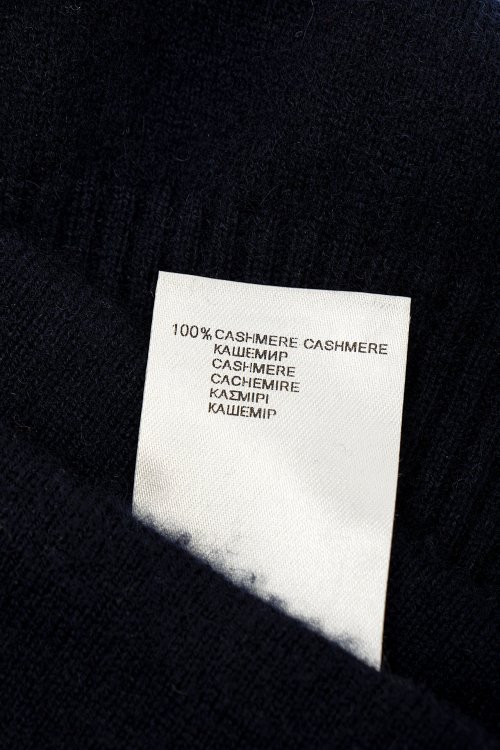 100% CASHMERE CASHMERE
КАШЕМИР
CASHMERE
CACHEMIRE
ΚΑΣΜΙΡΙ
КАШЕМІР